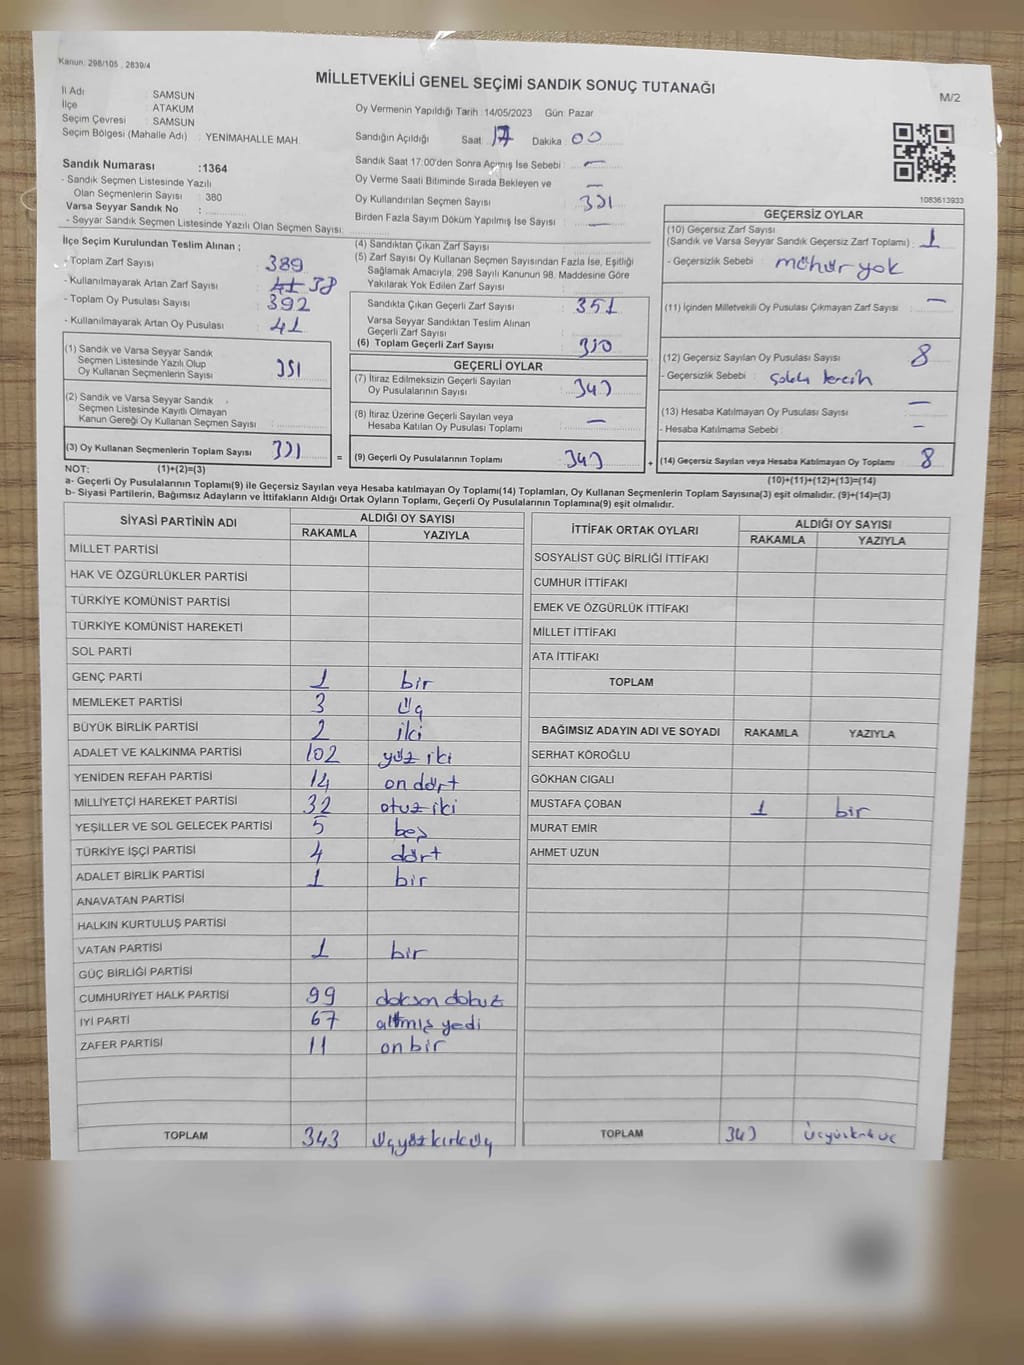 Kanun: 298/105 , 2839/4
MİLLETVEKİLİ GENEL SEÇİMİ SANDIK SONUÇ TUTANAĞI
M/2
İl Adı : SAMSUN
İlçe : ATAKUM
Seçim Çevresi : SAMSUN
Seçim Bölgesi (Mahalle Adı) : YENİMAHALLE MAH.
Sandık Numarası :1364
- Sandık Seçmen Listesinde Yazılı
Olan Seçmenlerin Sayısı : 380
Varsa Seyyar Sandık No :
- Seyyar Sandık Seçmen Listesinde Yazılı Olan Seçmen Sayısı:
Oy Vermenin Yapıldığı Tarih :14/05/2023 Gün: Pazar
Sandığın Açıldığı Saat 17 Dakika 00
Sandık Saat 17:00'den Sonra Açılmış İse Sebebi : —
Oy Verme Saati Bitiminde Sırada Bekleyen ve
Oy Kullandırılan Seçmen Sayısı : —
351
Birden Fazla Sayım Döküm Yapılmış İse Sayısı : —
1083613933
İlçe Seçim Kurulundan Teslim Alınan ;
- Toplam Zarf Sayısı : 389
- Kullanılmayarak Artan Zarf Sayısı : 41 38
- Toplam Oy Pusulası Sayısı : 392
- Kullanılmayarak Artan Oy Pusulası : 41
(1) Sandık ve Varsa Seyyar Sandık
Seçmen Listesinde Yazılı Olup
Oy Kullanan Seçmenlerin Sayısı : 351
(2) Sandık ve Varsa Seyyar Sandık
Seçmen Listesinde Kayıtlı Olmayan
Kanun Gereği Oy Kullanan Seçmen Sayısı :
(3) Oy Kullanan Seçmenlerin Toplam Sayısı : 351
(4) Sandıktan Çıkan Zarf Sayısı :
(5) Zarf Sayısı Oy Kullanan Seçmen Sayısından Fazla İse, Eşitliği
Sağlamak Amacıyla, 298 Sayılı Kanunun 98. Maddesine Göre
Yakılarak Yok Edilen Zarf Sayısı :
Sandıkta Çıkan Geçerli Zarf Sayısı : 351
Varsa Seyyar Sandıktan Teslim Alınan
Geçerli Zarf Sayısı :
(6) Toplam Geçerli Zarf Sayısı : 350
GEÇERLİ OYLAR
(7) İtiraz Edilmeksizin Geçerli Sayılan
Oy Pusulalarının Sayısı : 343
(8) İtiraz Üzerine Geçerli Sayılan veya
Hesaba Katılan Oy Pusulası Toplamı : —
= (9) Geçerli Oy Pusulalarının Toplamı : 343 +
GEÇERSİZ OYLAR
(10) Geçersiz Zarf Sayısı
(Sandık ve Varsa Seyyar Sandık Geçersiz Zarf Toplamı) : 1
- Geçersizlik Sebebi : mühür yok
(11) İçinden Milletvekili Oy Pusulası Çıkmayan Zarf Sayısı : —
(12) Geçersiz Sayılan Oy Pusulası Sayısı : 8
- Geçersizlik Sebebi : tercih
(13) Hesaba Katılmayan Oy Pusulası Sayısı : —
- Hesaba Katılmama Sebebi : —
(14) Geçersiz Sayılan veya Hesaba Katılmayan Oy Toplamı : 8
NOT: (1)+(2)=(3)
(10)+(11)+(12)+(13)=(14)
a- Geçerli Oy Pusulalarının Toplamı(9) ile Geçersiz Sayılan veya Hesaba katılmayan Oy Toplamı(14) Toplamları, Oy Kullanan Seçmenlerin Toplam Sayısına(3) eşit olmalıdır. (9)+(14)=(3)
b- Siyasi Partilerin, Bağımsız Adayların ve İttifakların Aldığı Ortak Oyların Toplamı, Geçerli Oy Pusulalarının Toplamına(9) eşit olmalıdır.
SİYASİ PARTİNİN ADI ALDIĞI OY SAYISI
RAKAMLA YAZIYLA
MİLLET PARTİSİ
HAK VE ÖZGÜRLÜKLER PARTİSİ
TÜRKİYE KOMÜNİST PARTİSİ
TÜRKİYE KOMÜNİST HAREKETİ
SOL PARTİ
GENÇ PARTİ 1 bir
MEMLEKET PARTİSİ 3 üç
BÜYÜK BİRLİK PARTİSİ 2 iki
ADALET VE KALKINMA PARTİSİ 102 yüz iki
YENİDEN REFAH PARTİSİ 14 on dört
MİLLİYETÇİ HAREKET PARTİSİ 32 otuz iki
YEŞİLLER VE SOL GELECEK PARTİSİ 5 beş
TÜRKİYE İŞÇİ PARTİSİ 4 dört
ADALET BİRLİK PARTİSİ 1 bir
ANAVATAN PARTİSİ
HALKIN KURTULUŞ PARTİSİ
VATAN PARTİSİ 1 bir
GÜÇ BİRLİĞİ PARTİSİ
CUMHURİYET HALK PARTİSİ 99 doksan dokuz
İYİ PARTİ 67 altmış yedi
ZAFER PARTİSİ 11 on bir
TOPLAM 343 üçyüz kırk üç
İTTİFAK ORTAK OYLARI ALDIĞI OY SAYISI
RAKAMLA YAZIYLA
SOSYALİST GÜÇ BİRLİĞİ İTTİFAKI
CUMHUR İTTİFAKI
EMEK VE ÖZGÜRLÜK İTTİFAKI
MİLLET İTTİFAKI
ATA İTTİFAKI
TOPLAM
BAĞIMSIZ ADAYIN ADI VE SOYADI RAKAMLA YAZIYLA
SERHAT KÖROĞLU
GÖKHAN CIGALI
MUSTAFA ÇOBAN 1 bir
MURAT EMİR
AHMET UZUN
TOPLAM 343 üçyüzkırk üç